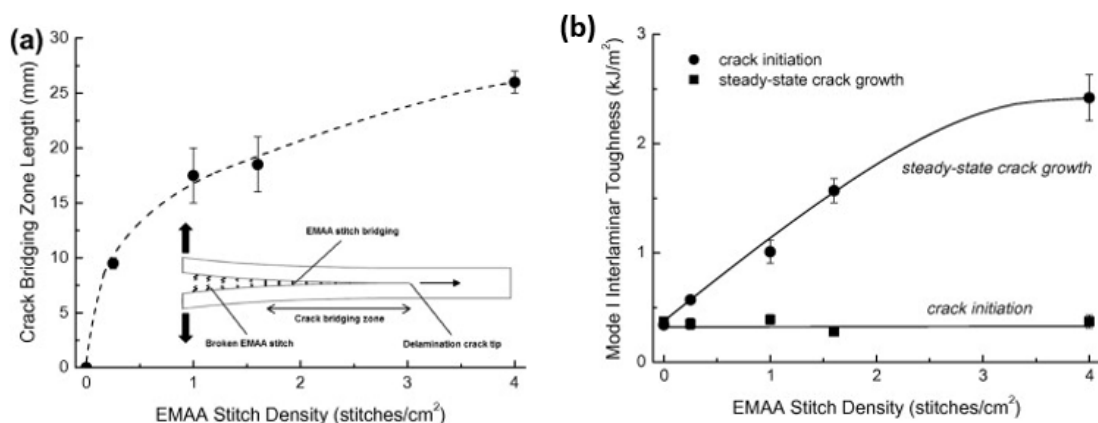 (a)
30
25
20
15
10
5
0
Crack Bridging Zone Length (mm)
EMAA stitch bridging
Crack bridging zone
Broken EMAA stitch
Delamination crack tip
0 1 2 3 4
EMAA Stitch Density (stitches/cm²)
(b)
3
2
1
0
Mode I Interlaminar Toughness (kJ/m²)
crack initiation
steady-state crack growth
steady-state crack growth
crack initiation
0 1 2 3 4
EMAA Stitch Density (stitches/cm²)